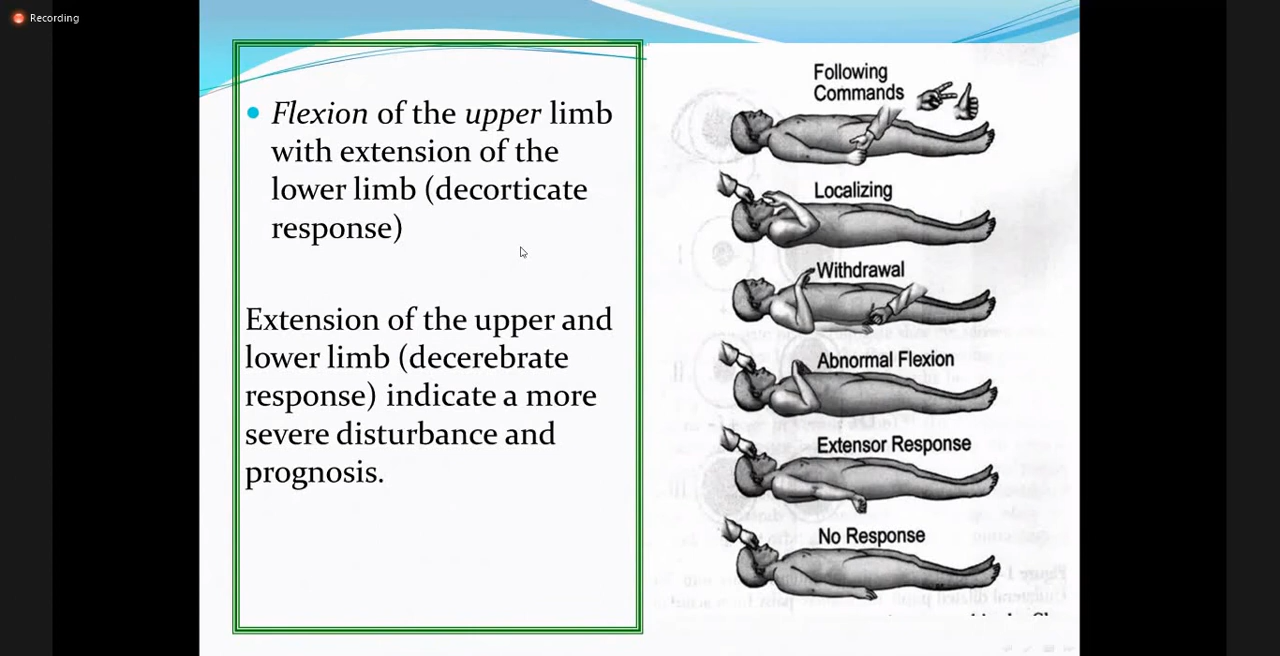 Recording
Flexion of the upper limb
with extension of the
lower limb (decorticate
response)
Extension of the upper and
lower limb (decerebrate
response) indicate a more
severe disturbance and
prognosis.
Following
Commands
Localizing
Withdrawal
Abnormal Flexion
Extensor Response
No Response